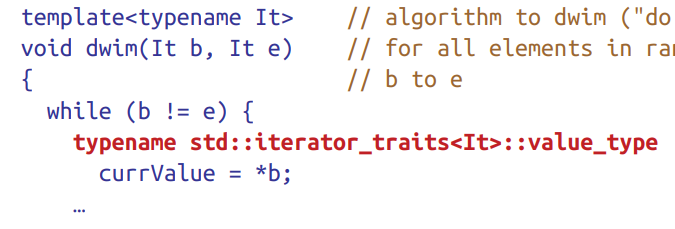 template<typename It> // algorithm to dwim ("do
void dwim(It b, It e) // for all elements in
{ // b to e
while (b != e) {
typename std::iterator_traits<It>::value_type
currValue = *b;
…